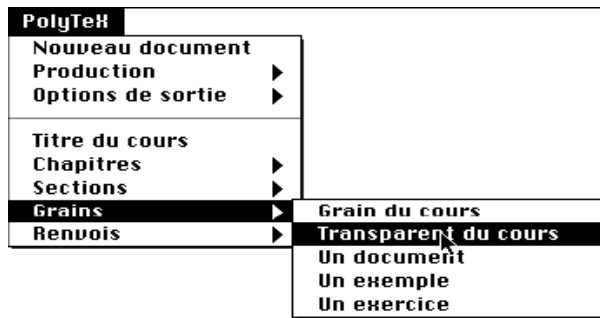 PolyTeX
Nouveau document
Production
Options de sortie
Titre du cours
Chapitres
Sections
Grains
Renvois
Grain du cours
Transparent du cours
Un document
Un exemple
Un exercice